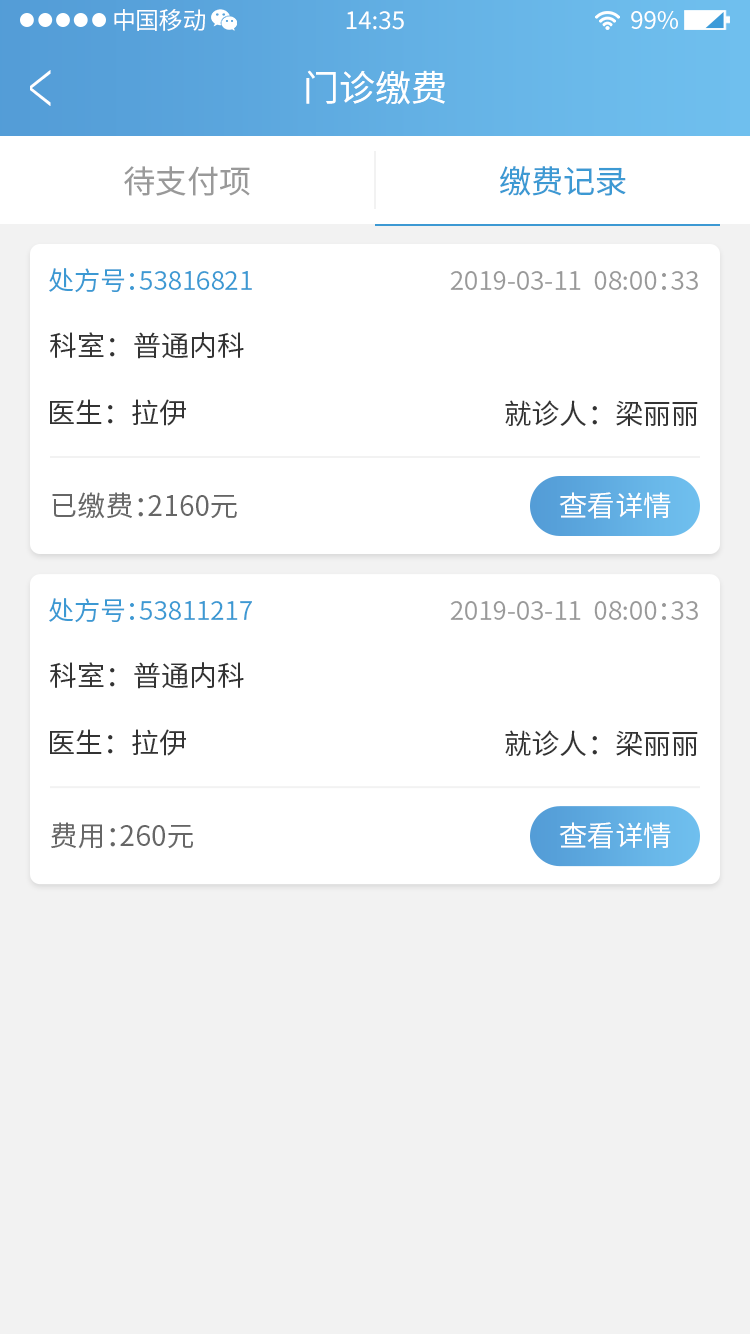 中国移动 14:35 99%
门诊缴费
待支付项 缴费记录
处方号：53816821 2019-03-11 08:00：33
科室：普通内科
医生：拉伊 就诊人：梁丽丽
已缴费：2160元 查看详情
处方号：53811217 2019-03-11 08:00：33
科室：普通内科
医生：拉伊 就诊人：梁丽丽
费用：260元 查看详情